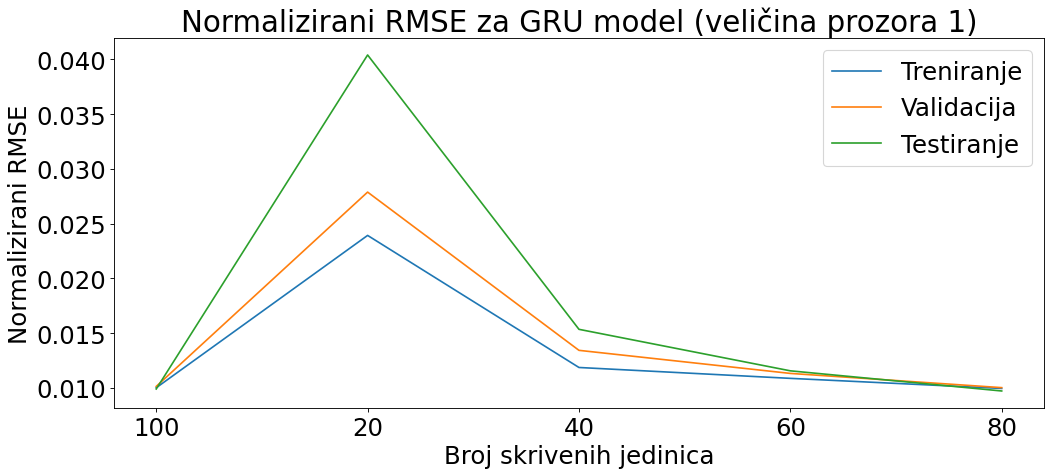 Normalizirani RMSE za GRU model (veličina prozora 1)
Normalizirani RMSE
0.040
0.035
0.030
0.025
0.020
0.015
0.010
Treniranje
Validacija
Testiranje
100 20 40 60 80
Broj skrivenih jedinica